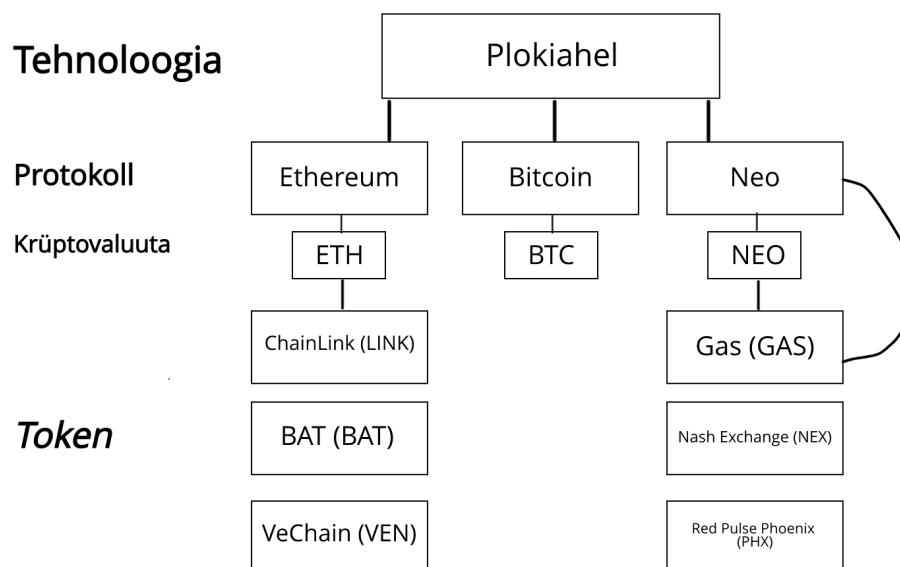 Tehnoloogia
Plokiahel
Protokoll
Ethereum
Bitcoin
Neo
Krüptovaluuta
ETH
BTC
NEO
ChainLink (LINK)
Gas (GAS)
Token
BAT (BAT)
Nash Exchange (NEX)
VeChain (VEN)
Red Pulse Phoenix
(PHX)